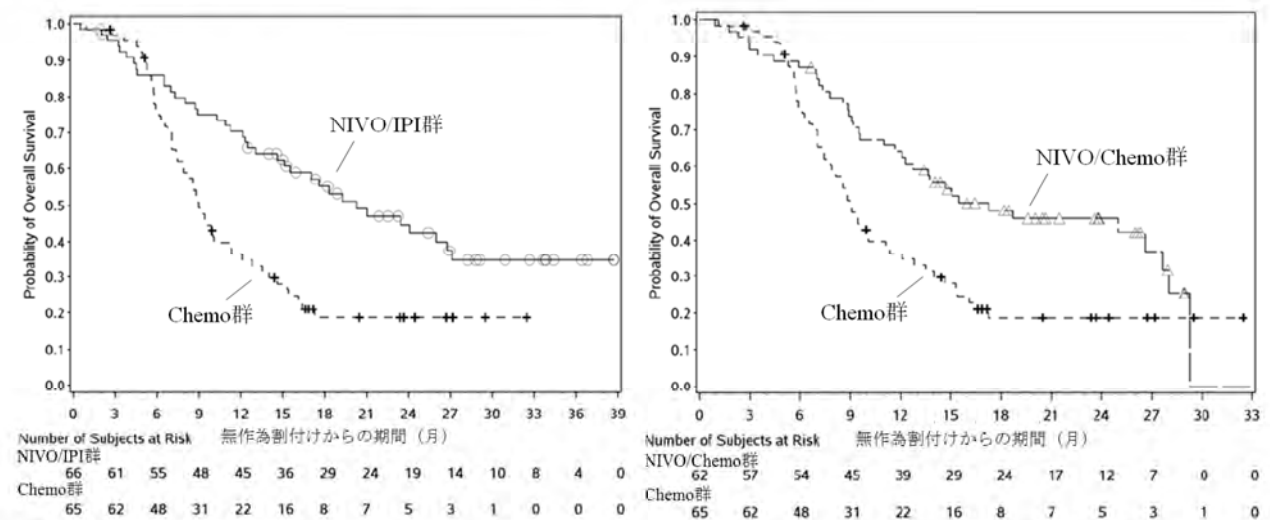 1.0
0.9
0.8
0.7
0.6
0.5
0.4
0.3
0.2
0.1
0.0
Probability of Overall Survival
NIVO/IPI群
Chemo群
0 3 6 9 12 15 18 21 24 27 30 33 36 39
Number of Subjects at Risk 無作為割付けからの期間（月）
NIVO/IPI群
66 61 55 48 45 36 29 24 19 14 10 8 4 0
Chemo群
65 62 48 31 22 16 8 7 5 3 1 0 0 0
1.0
0.9
0.8
0.7
0.6
0.5
0.4
0.3
0.2
0.1
0.0
Probability of Overall Survival
NIVO/Chemo群
Chemo群
0 3 6 9 12 15 18 21 24 27 30 33
Number of Subjects at Risk 無作為割付けからの期間（月）
NIVO/Chemo群
62 57 54 45 39 29 24 17 12 7 0 0
Chemo群
65 62 48 31 22 16 8 7 5 3 1 0